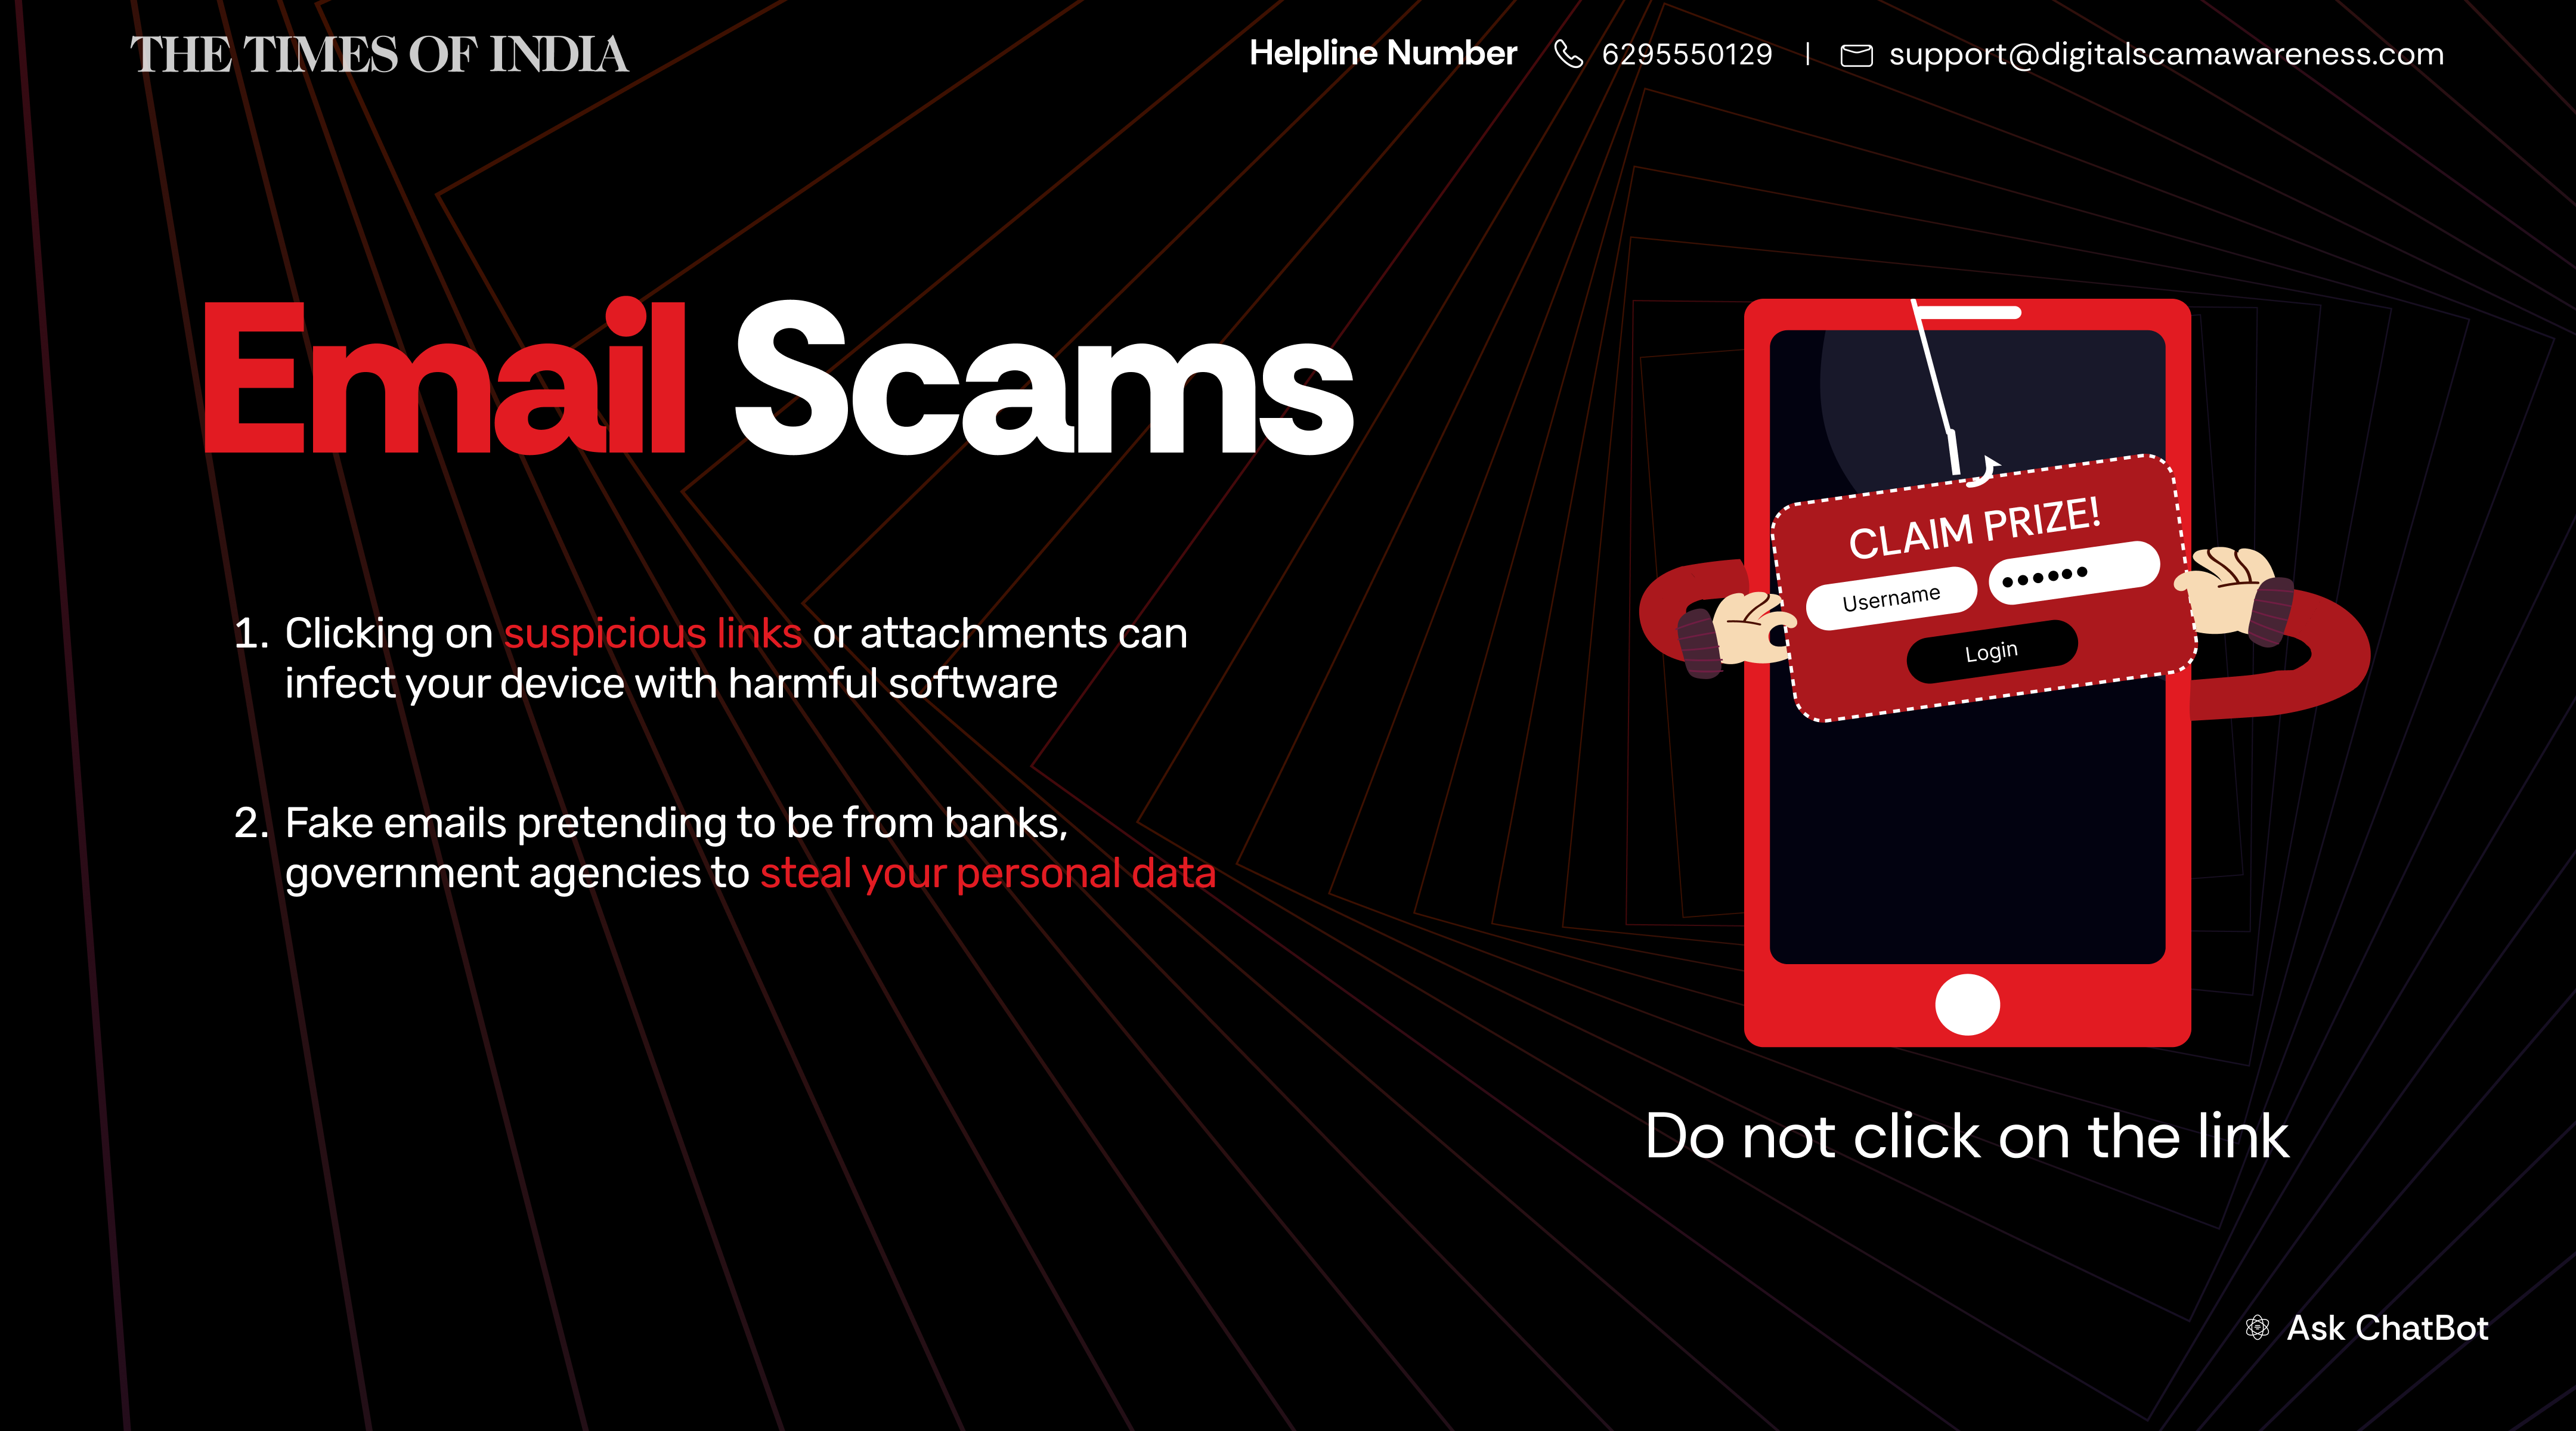 THE TIMES OF INDIA
Helpline Number 6295550129 | support@digitalscamawareness.com
Email Scams
1. Clicking on suspicious links or attachments can
infect your device with harmful software
2. Fake emails pretending to be from banks,
government agencies to steal your personal data
CLAIM PRIZE!
Username
Login
Do not click on the link
Ask ChatBot